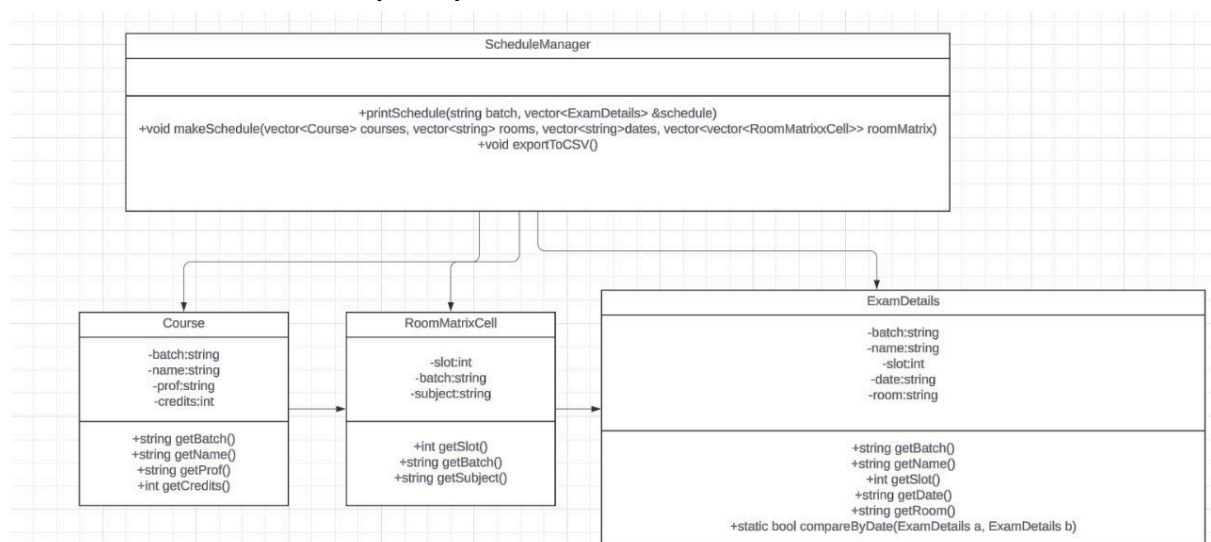 ScheduleManager
+printSchedule(string batch, vector<ExamDetails> &schedule)
+void makeSchedule(vector<Course> courses, vector<string> rooms, vector<string>dates, vector<vector<RoomMatrixxCell>> roomMatrix)
+void exportToCSV()
Course
-batch:string
-name:string
-prof:string
-credits:int
+string getBatch()
+string getName()
+string getProf()
+int getCredits()
RoomMatrixCell
-slot:int
-batch:string
-subject:string
+int getSlot()
+string getBatch()
+string getSubject()
ExamDetails
-batch:string
-name:string
-slot:int
-date:string
-room:string
+string getBatch()
+string getName()
+int getSlot()
+string getDate()
+string getRoom()
+static bool compareByDate(ExamDetails a, ExamDetails b)